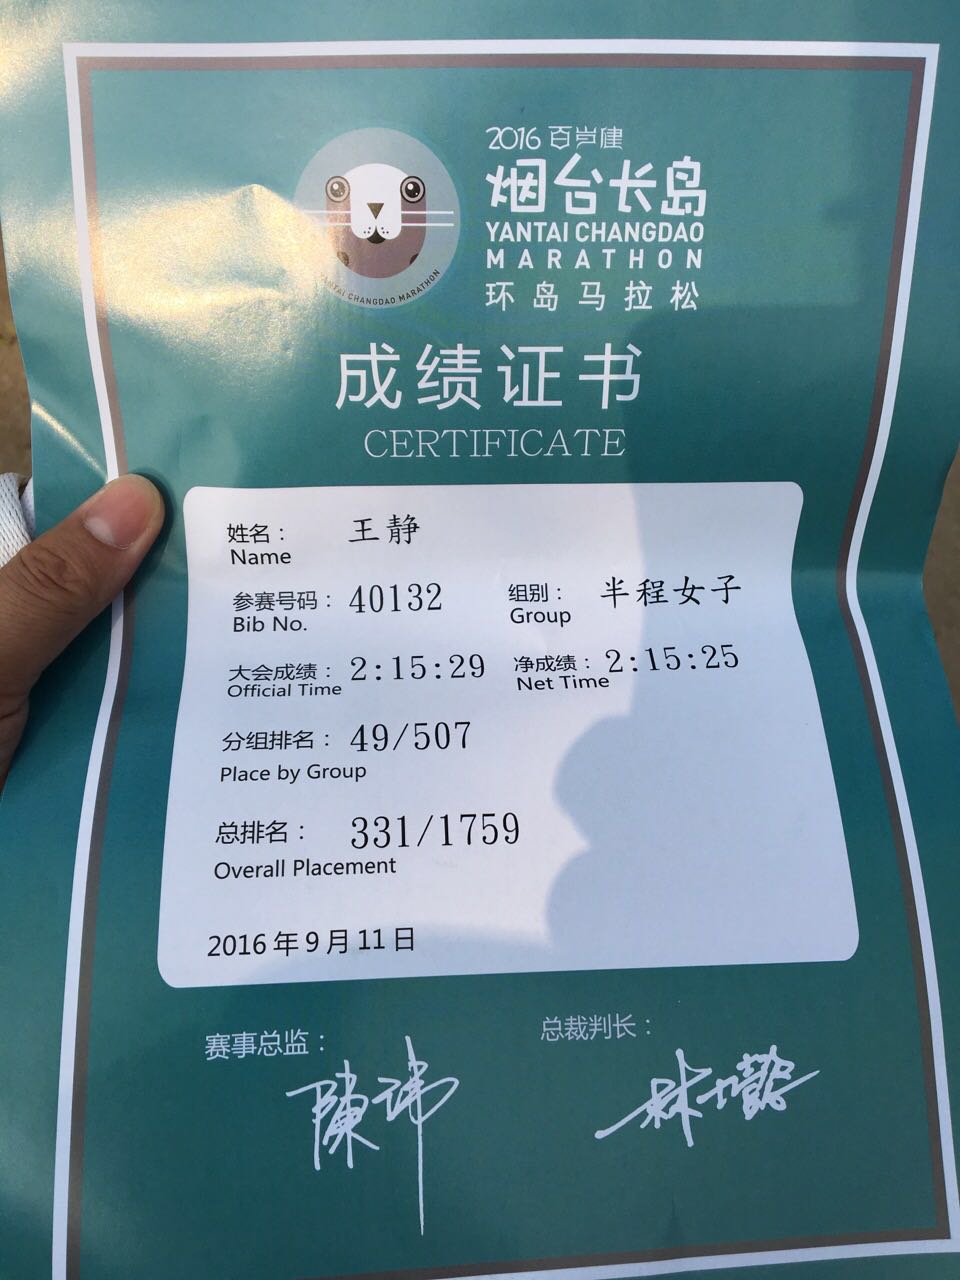 2016 百岁健
烟台长岛
YANTAI CHANGDAO
MARATHON
环岛马拉松
YANTAI CHANGDAO MARATHON
成绩证书
CERTIFICATE
姓名： 王静
Name
参赛号码： 40132 组别： 半程女子
Bib No. Group
大会成绩： 2:15:29 净成绩： 2:15:25
Official Time Net Time
分组排名： 49/507
Place by Group
总排名： 331/1759
Overall Placement
2016年9月11日
赛事总监： 总裁判长：